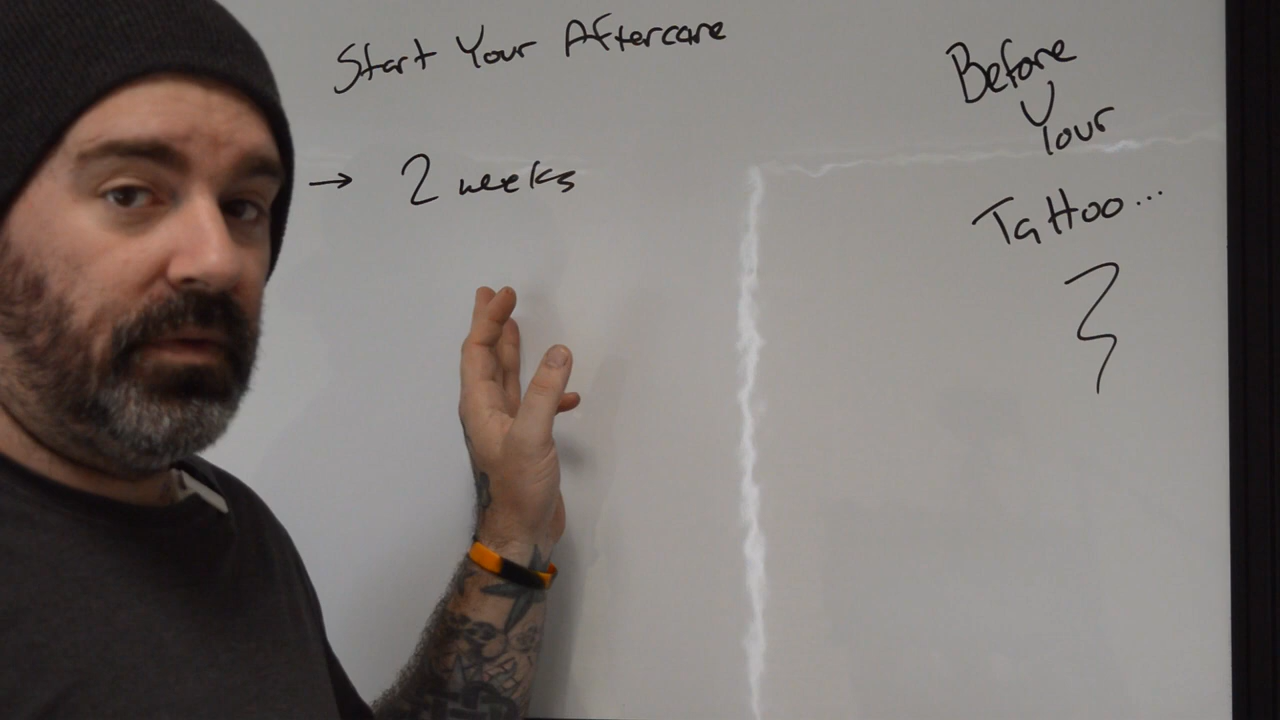 Start Your Aftercare
→ 2 weeks
Before
Your
Tattoo...